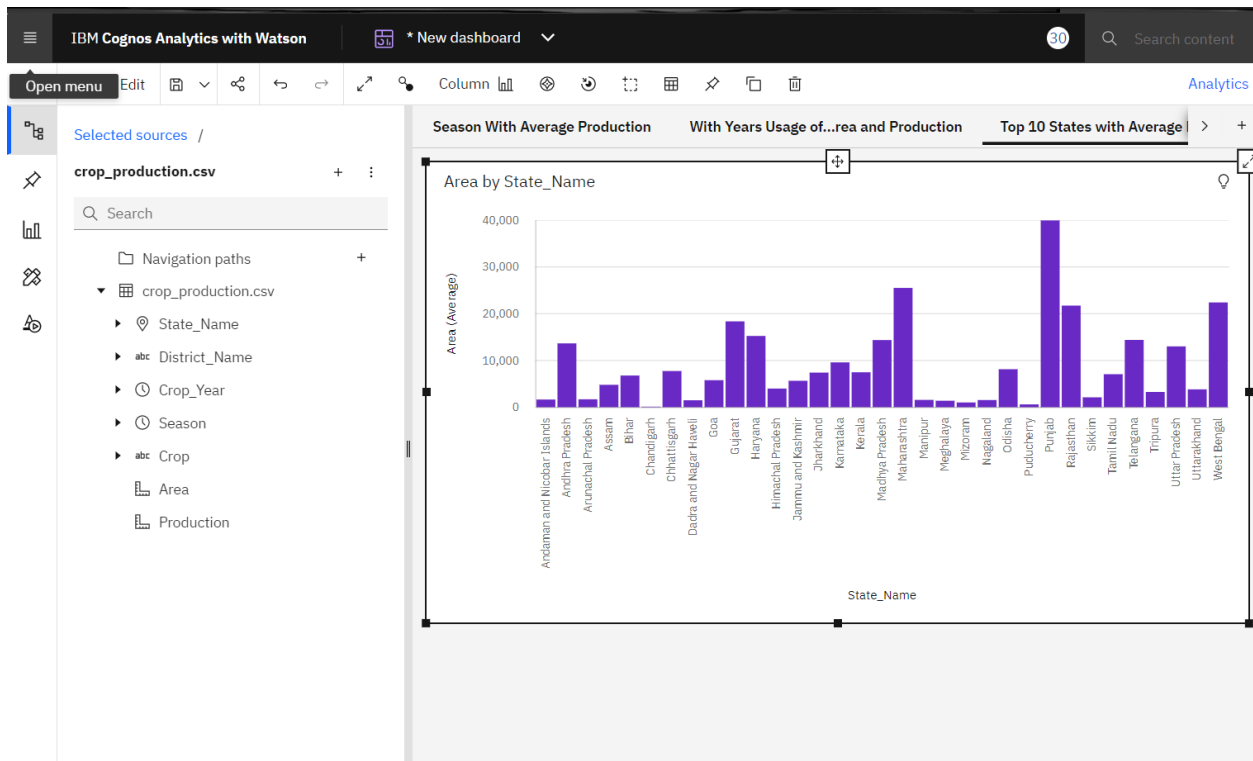 IBM Cognos Analytics with Watson
* New dashboard
30
Search content
Open menu
Edit
Column
Analytics
Selected sources /
crop_production.csv
Search
Navigation paths
crop_production.csv
State_Name
abc District_Name
Crop_Year
Season
abc Crop
Area
Production
Season With Average Production
With Years Usage of...rea and Production
Top 10 States with Average
Area by State_Name
Area (Average)
40,000
30,000
20,000
10,000
0
Andaman and Nicobar Islands
Andhra Pradesh
Arunachal Pradesh
Assam
Bihar
Chandigarh
Chhattisgarh
Dadra and Nagar Haveli
Goa
Gujarat
Haryana
Himachal Pradesh
Jammu and Kashmir
Jharkhand
Karnataka
Kerala
Madhya Pradesh
Maharashtra
Manipur
Meghalaya
Mizoram
Nagaland
Odisha
Puducherry
Punjab
Rajasthan
Sikkim
Tamil Nadu
Telangana
Tripura
Uttar Pradesh
Uttarakhand
West Bengal
State_Name